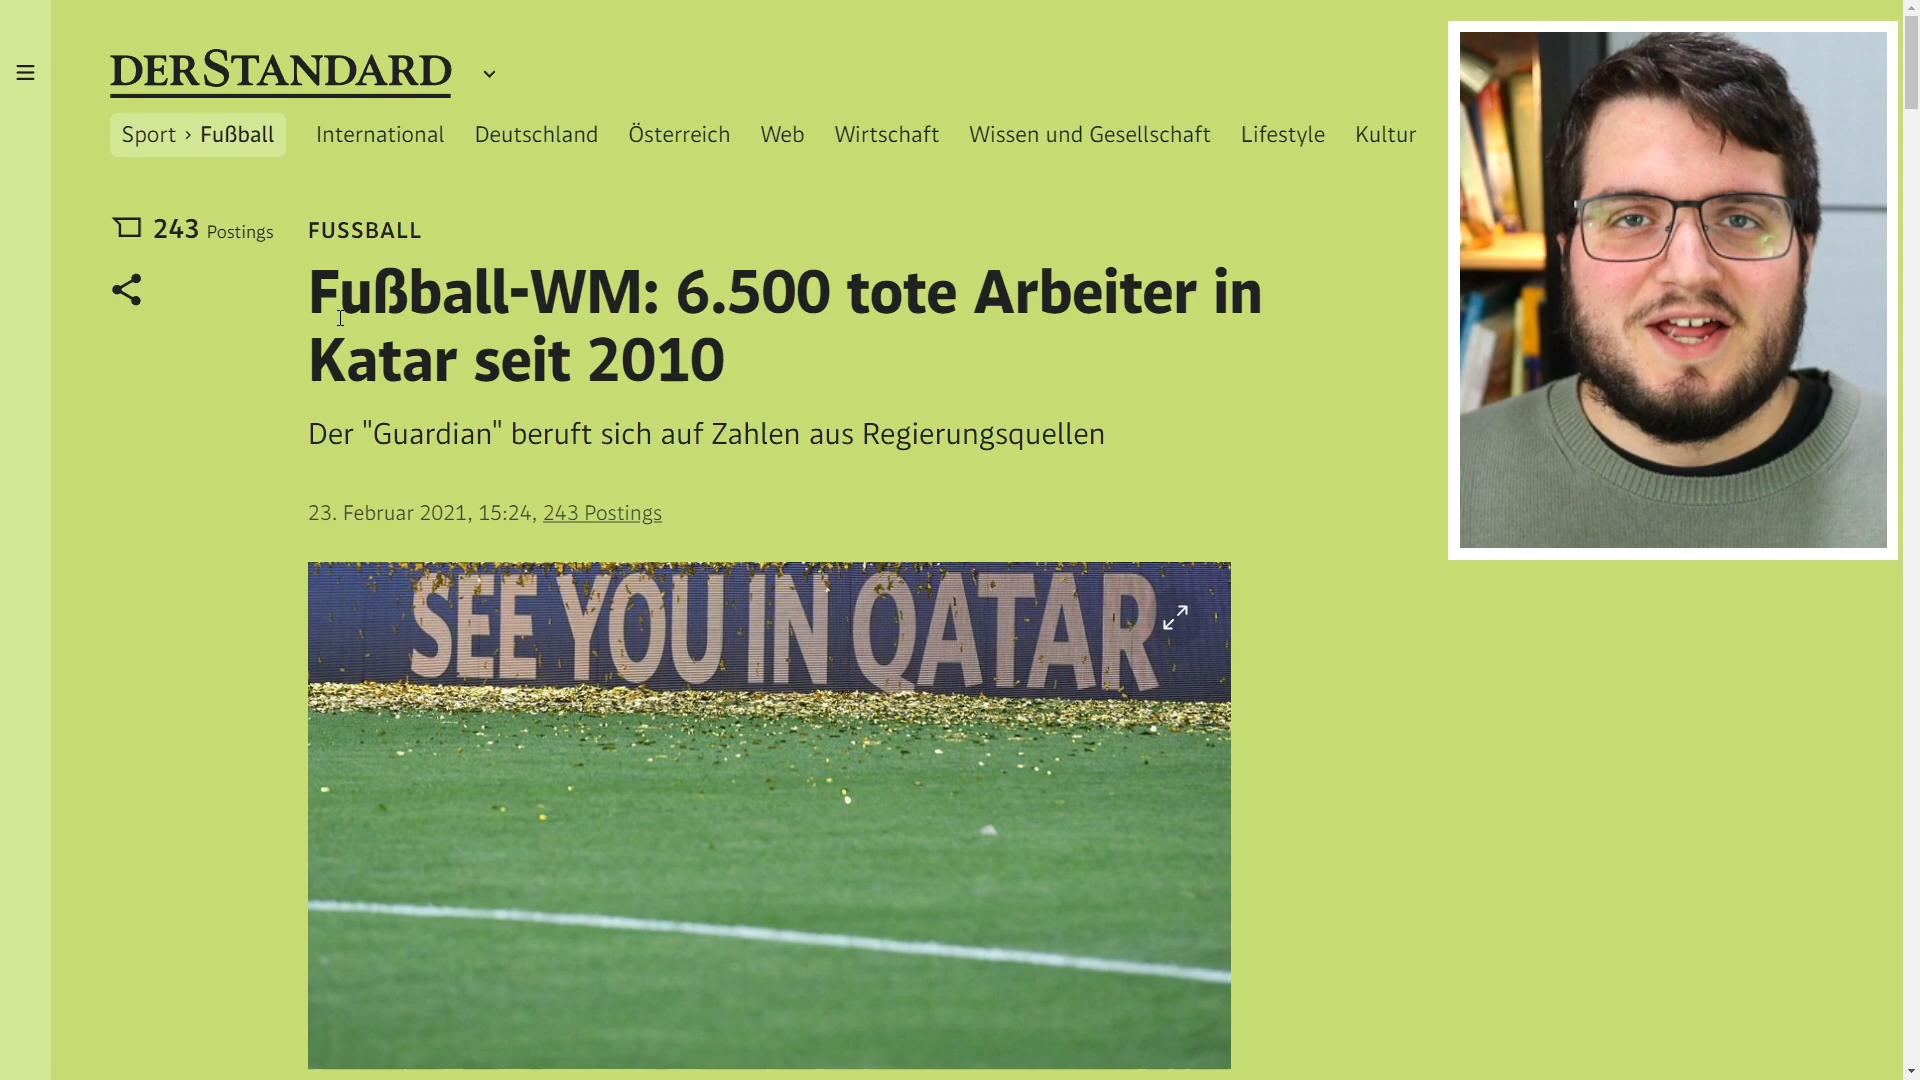 DERSTANDARD
Sport › Fußball International Deutschland Österreich Web Wirtschaft Wissen und Gesellschaft Lifestyle Kultur
243 Postings
FUSSBALL
Fußball-WM: 6.500 tote Arbeiter in
Katar seit 2010
Der "Guardian" beruft sich auf Zahlen aus Regierungsquellen
23. Februar 2021, 15:24, 243 Postings
SEE YOU IN QATAR